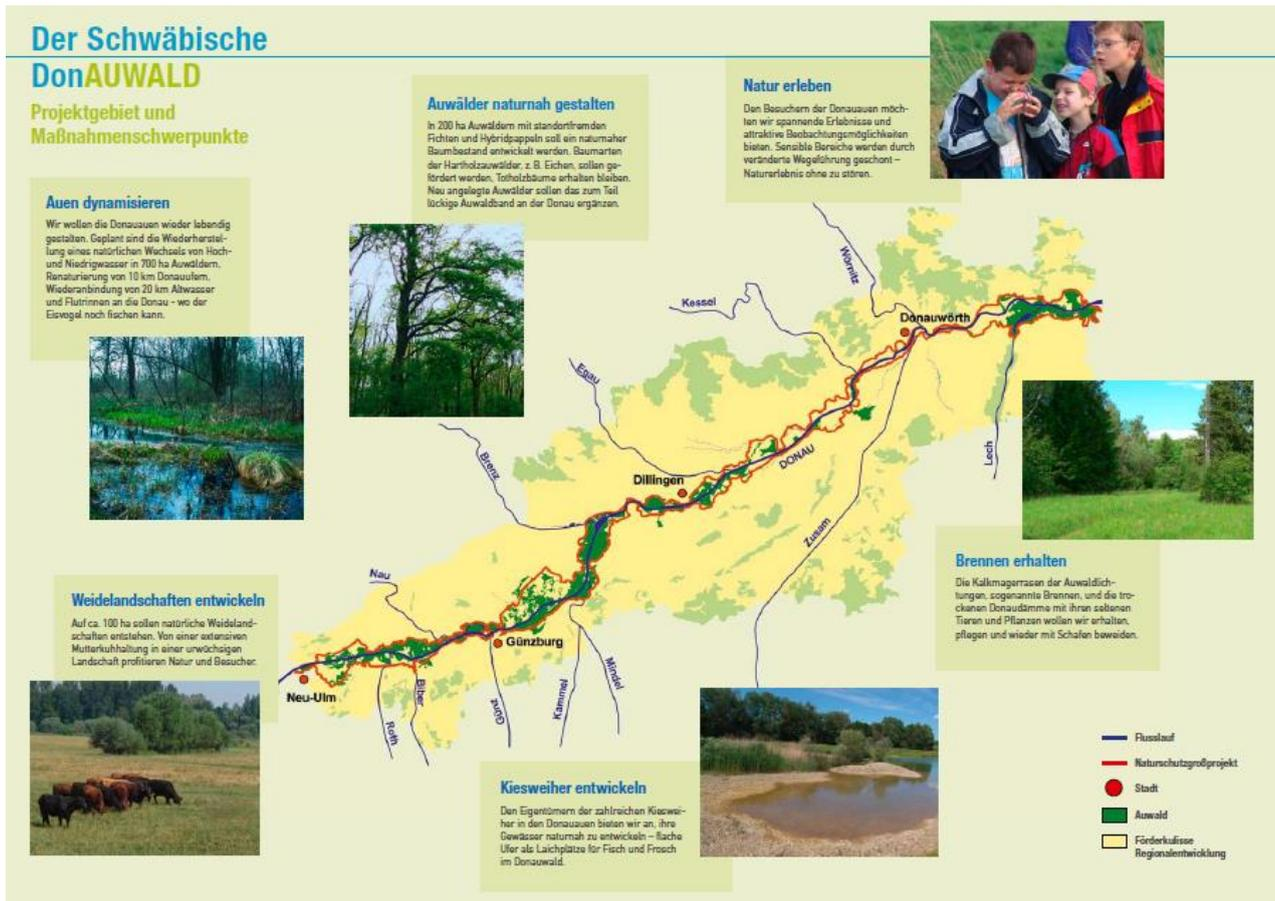 Der Schwäbische
DonAUWALD
Projektgebiet und
Maßnahmenschwerpunkte
Auen dynamisieren
Wir wollen die Donauauen wieder lebendig
gestalten. Geplant sind die Wiederherstel-
lung eines natürlichen Wechsels von Hoch-
und Niedrigwasser in 700 ha Auwäldern,
Renaturierung von 10 km Donauufern,
Wiederanbindung von 20 km Altwasser
und Flutrinnen an die Donau - wo der
Eisvogel noch fischen kann.
Auwälder naturnah gestalten
In 200 ha Auwäldern mit standortfremden
Fichten und Hybridpappeln soll ein naturnaher
Baumbestand entwickelt werden. Baumarten
der Hartholzauwälder, z. B. Eichen, sollen ge-
fördert werden, Totholzbäume erhalten bleiben.
Neu angelegte Auwälder sollen das zum Teil
lückige Auwaldband an der Donau ergänzen.
Natur erleben
Den Besuchern der Donauauen möch-
ten wir spannende Erlebnisse und
attraktive Beobachtungsmöglichkeiten
bieten. Sensible Bereiche werden durch
veränderte Wegeführung geschont –
Naturerlebnis ohne zu stören.
Wörnitz
Kessel
Donauwörth
Egau
Lech
DONAU
Brenz
Dillingen
Zusam
Nau
Günzburg
Neu-Ulm
Roth
Biber
Günz
Kammel
Mindel
Weidelandschaften entwickeln
Auf ca. 100 ha sollen natürliche Weideland-
schaften entstehen. Von einer extensiven
Mutterkuhhaltung in einer urwüchsigen
Landschaft profitieren Natur und Besucher.
Brennen erhalten
Die Kalkmagerrasen der Auwaldlich-
tungen, sogenannte Brennen, und die tro-
ckenen Donaudämme mit ihren seltenen
Tieren und Pflanzen wollen wir erhalten,
pflegen und wieder mit Schafen beweiden.
Kiesweiher entwickeln
Den Eigentümern der zahlreichen Kieswei-
her in den Donauauen bieten wir an, ihre
Gewässer naturnah zu entwickeln – flache
Ufer als Laichplätze für Fisch und Frosch
im Donauwald.
Flusslauf
Naturschutzgroßprojekt
Stadt
Auwald
Förderkulisse
Regionalentwicklung